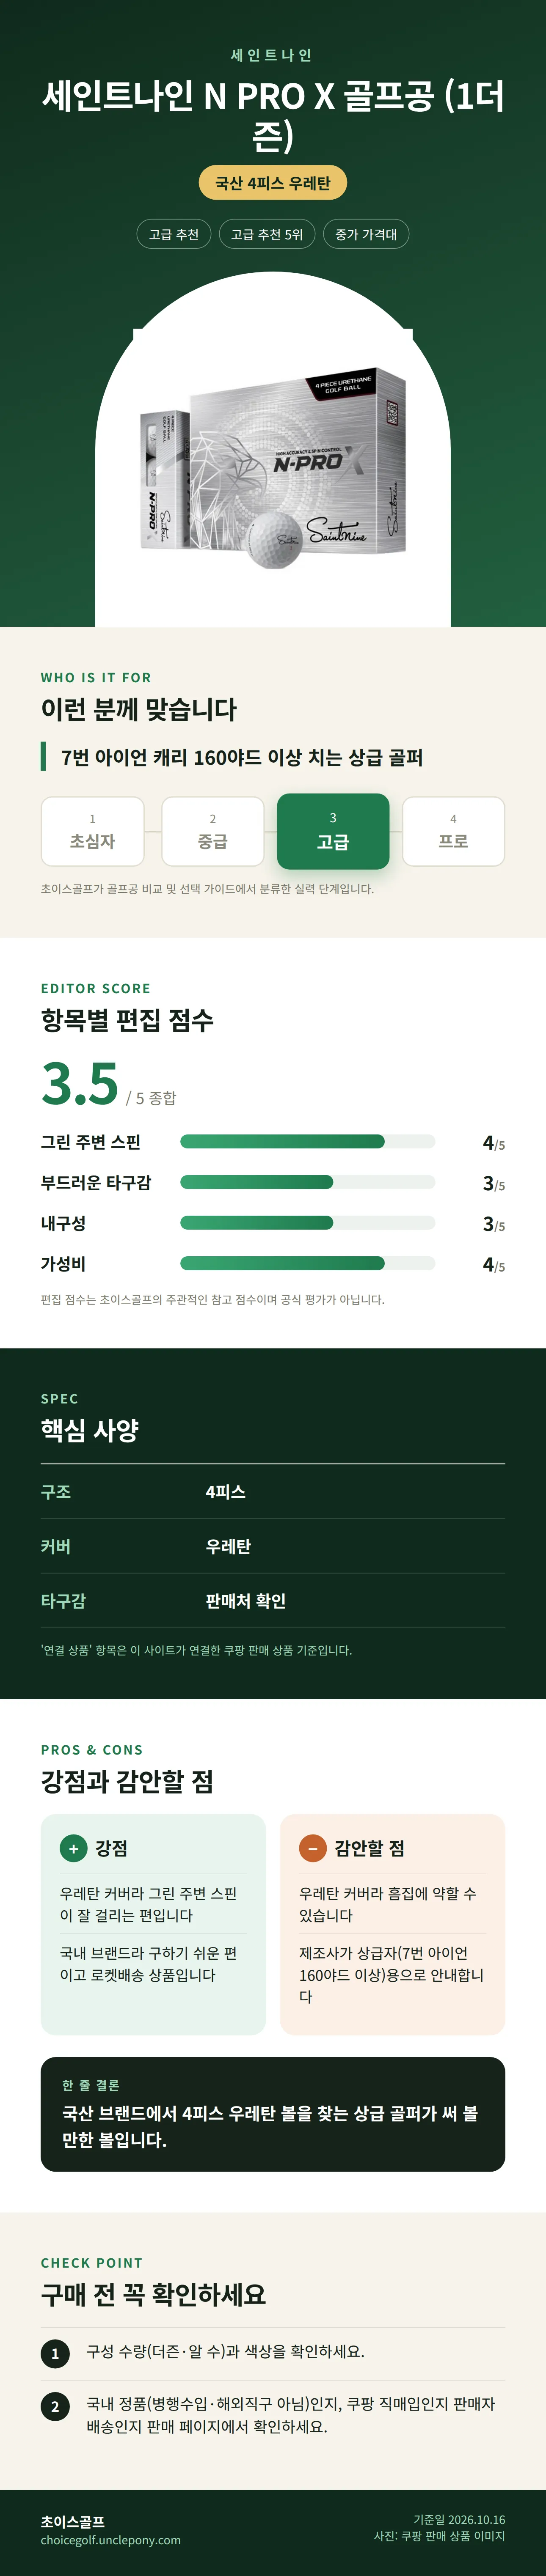 세인트나인
세인트나인 N PRO X 골프공 (1더
즌)
국산 4피스 우레탄
고급 추천
고급 추천 5위
중가 가격대
4 PIECE URETHANE
GOLF BALL
HIGH ACCURACY & SPIN CONTROL
N-PRO X
N-PRO
Saintnine
WHO IS IT FOR
이런 분께 맞습니다
7번 아이언 캐리 160야드 이상 치는 상급 골퍼
1
초심자
2
중급
3
고급
4
프로
초이스골프가 골프공 비교 및 선택 가이드에서 분류한 실력 단계입니다.
EDITOR SCORE
항목별 편집 점수
3.5 / 5 종합
그린 주변 스핀 4/5
부드러운 타구감 3/5
내구성 3/5
가성비 4/5
편집 점수는 초이스골프의 주관적인 참고 점수이며 공식 평가가 아닙니다.
SPEC
핵심 사양
구조 4피스
커버 우레탄
타구감 판매처 확인
'연결 상품' 항목은 이 사이트가 연결한 쿠팡 판매 상품 기준입니다.
PROS & CONS
강점과 감안할 점
+ 강점
우레탄 커버라 그린 주변 스핀
이 잘 걸리는 편입니다
국내 브랜드라 구하기 쉬운 편
이고 로켓배송 상품입니다
− 감안할 점
우레탄 커버라 흠집에 약할 수
있습니다
제조사가 상급자(7번 아이언
160야드 이상)용으로 안내합니
다
한 줄 결론
국산 브랜드에서 4피스 우레탄 볼을 찾는 상급 골퍼가 써 볼
만한 볼입니다.
CHECK POINT
구매 전 꼭 확인하세요
1 구성 수량(더즌·알 수)과 색상을 확인하세요.
2 국내 정품(병행수입·해외직구 아님)인지, 쿠팡 직매입인지 판매자
배송인지 판매 페이지에서 확인하세요.
초이스골프
choicegolf.unclepony.com
기준일 2026.10.16
사진: 쿠팡 판매 상품 이미지